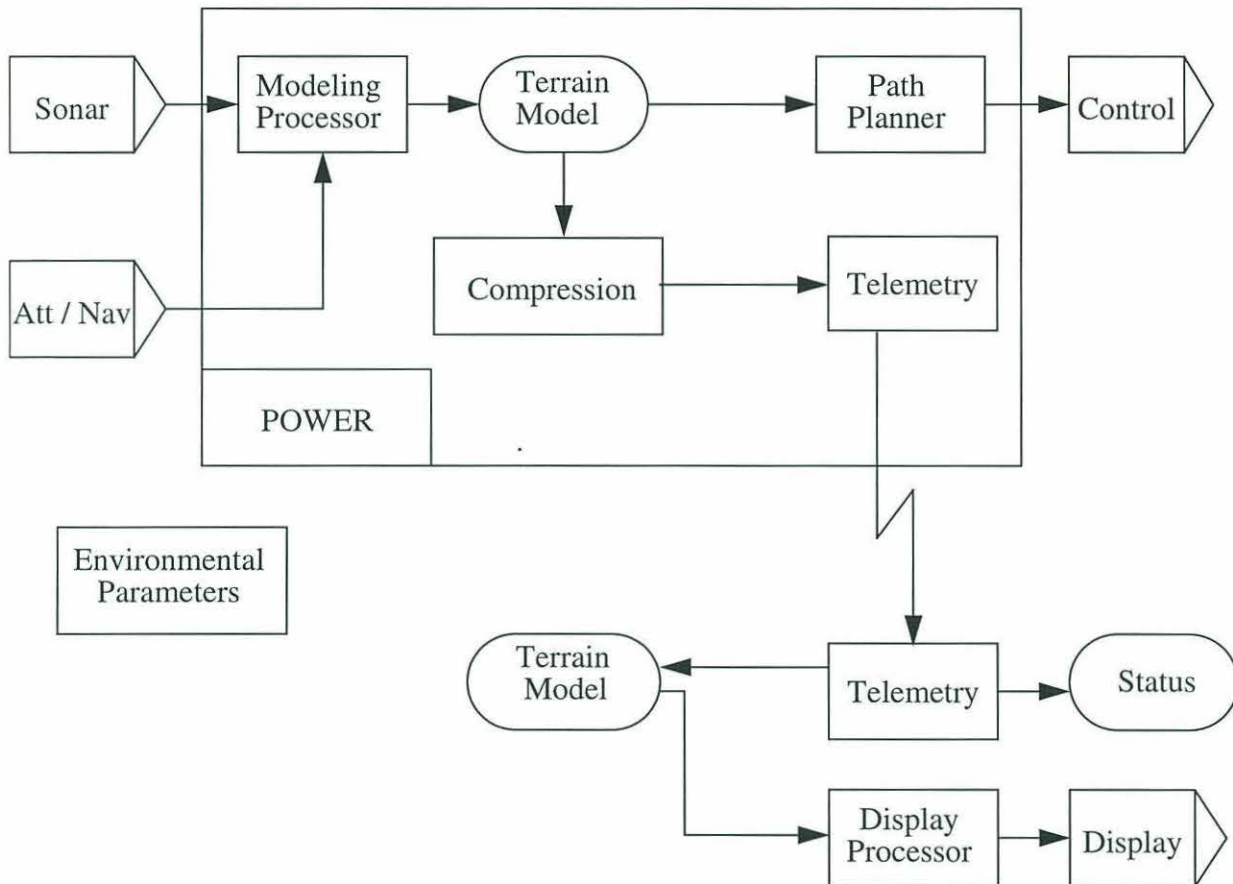 Sonar
Modeling
Processor
Terrain
Model
Path
Planner
Control
Att / Nav
Compression
Telemetry
POWER
Environmental
Parameters
Terrain
Model
Telemetry
Status
Display
Processor
Display